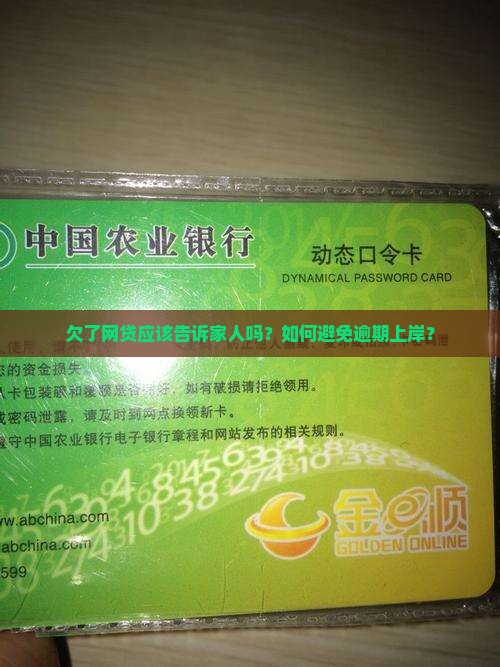 中国农业银行
动态口令卡
DYNAMICAL PASSWORD CARD
欠了网贷应该告诉家人吗？如何避免逾期上岸？
您的资金损失
卡包装膜和覆膜是否完好，如有破损请拒绝领用。
密码泄露，请及时到网点换领新卡。
守中国农业银行电子银行章程和网站发布的相关规则。
w.abchina.com
abchina.com
599
金e顺
GOLDEN ONLINE